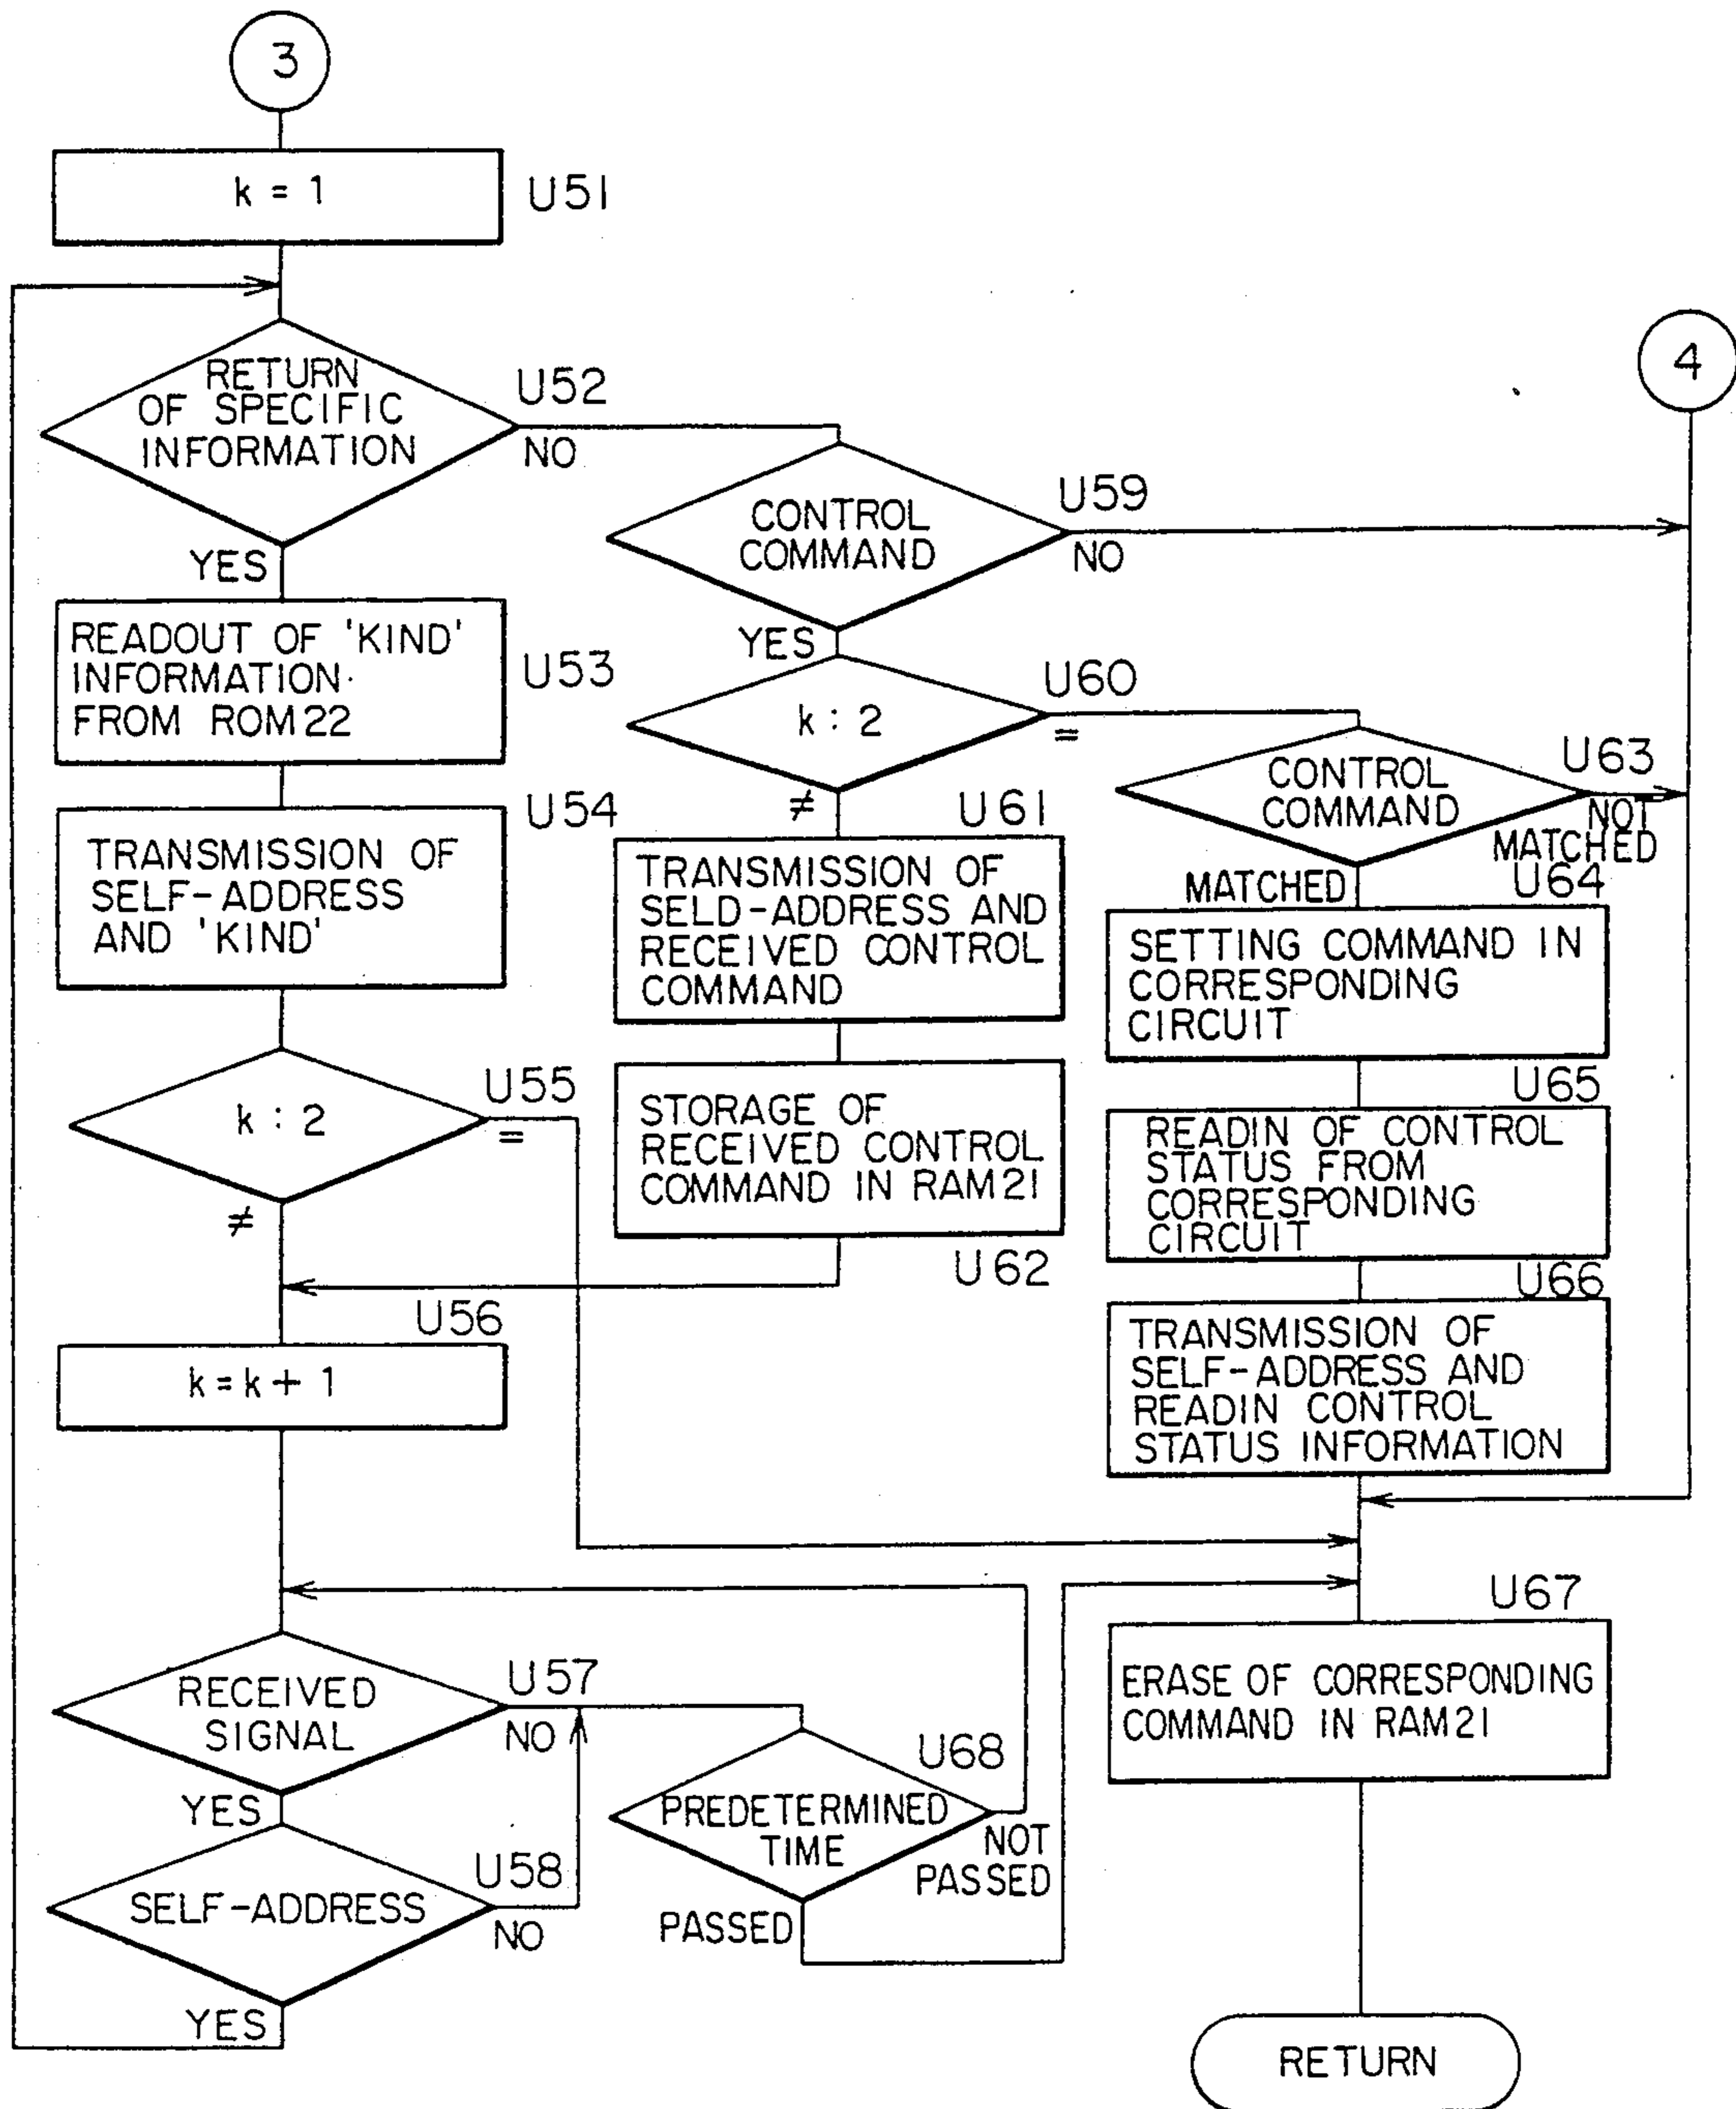 3
k = 1
U51
RETURN
OF SPECIFIC
INFORMATION
U52
NO
YES
4
CONTROL
COMMAND
U59
NO
YES
READOUT OF 'KIND'
INFORMATION
FROM ROM22
U53
k : 2
U60
=
≠
CONTROL
COMMAND
U63
NOT
MATCHED
MATCHED
TRANSMISSION OF
SELF-ADDRESS
AND 'KIND'
U54
U61
TRANSMISSION OF
SELD-ADDRESS AND
RECEIVED CONTROL
COMMAND
U64
SETTING COMMAND IN
CORRESPONDING
CIRCUIT
k : 2
U55
=
≠
STORAGE OF
RECEIVED CONTROL
COMMAND IN RAM21
U62
U65
READIN OF CONTROL
STATUS FROM
CORRESPONDING
CIRCUIT
U56
k = k + 1
U66
TRANSMISSION OF
SELF-ADDRESS AND
READIN CONTROL
STATUS INFORMATION
RECEIVED
SIGNAL
U57
NO
YES
SELF-ADDRESS
U58
NO
YES
U68
PREDETERMINED
TIME
NOT
PASSED
PASSED
U67
ERASE OF CORRESPONDING
COMMAND IN RAM21
RETURN